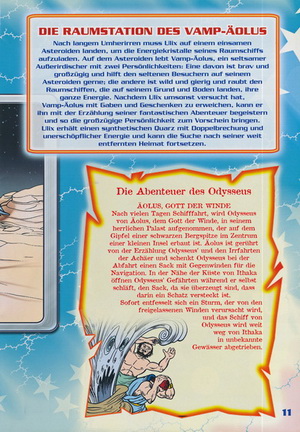 DIE RAUMSTATION DES VAMP-ÄOLUS
Nach langem Umherirren muss Ulix auf einem einsamen
Asteroiden landen, um die Energiekristalle seines Raumschiffs
aufzuladen. Auf dem Asteroiden lebt Vamp-Äolus, ein seltsamer
Außerirdischer mit zwei Persönlichkeiten: Eine davon ist brav und
großzügig und hilft den seltenen Besuchern auf seinem
Asteroiden gerne; die andere ist wild und gierig und raubt den
Raumschiffen, die auf seinem Grund und Boden landen, ihre
ganze Energie. Nachdem Ulix umsonst versucht hat,
Vamp-Äolus mit Gaben und Geschenken zu erweichen, kann er
ihn mit der Erzählung seiner fantastischen Abenteuer begeistern
und so die großzügige Persönlichkeit zum Vorschein bringen.
Ulix erhält einen synthetischen Quarz mit Doppelbrechung und
unerschöpflicher Energie und kann die Suche nach seiner weit
entfernten Heimat fortsetzen.
Die Abenteuer des Odysseus
ÄOLUS, GOTT DER WINDE
Nach vielen Tagen Schifffahrt, wird Odysseus
von Äolus, dem Gott der Winde, in seinem
herrlichen Palast aufgenommen, der auf dem
Gipfel einer schwarzen Bergspitze im Zentrum
einer kleinen Insel erbaut ist. Äolus ist gerührt
von der Erzählung Odysseus' und den Irrfahrten
der Achäer und schenkt Odysseus bei der
Abfahrt einen Sack mit Gegenwinden für die
Navigation. In der Nähe der Küste von Ithaka
öffnen Odysseus' Gefährten während er selbst
schläft, den Sack, da sie überzeugt sind, dass
darin ein Schatz versteckt ist.
Sofort entfesselt sich ein Sturm, der von den
freigelassenen Winden verursacht wird,
und das Schiff von
Odysseus wird weit
weg von Ithaka
in unbekannte
Gewässer abgetrieben.
11